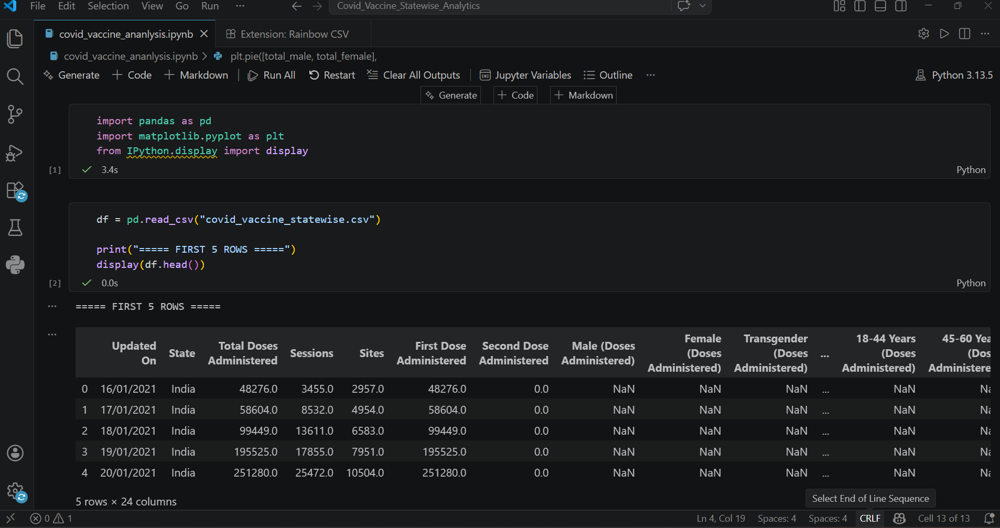 File Edit Selection View Go Run ··· Covid_Vaccine_Statewise_Analytics
covid_vaccine_ananlysis.ipynb Extension: Rainbow CSV
covid_vaccine_ananlysis.ipynb > plt.pie([total_male, total_female],
Generate + Code + Markdown Run All Restart Clear All Outputs Jupyter Variables Outline ··· Python 3.13.5
Generate + Code + Markdown
import pandas as pd
import matplotlib.pyplot as plt
from IPython.display import display
[1] 3.4s Python
df = pd.read_csv("covid_vaccine_statewise.csv")
print("===== FIRST 5 ROWS =====")
display(df.head())
[2] 0.0s Python
··· ===== FIRST 5 ROWS =====
···
Updated On State Total Doses Administered Sessions Sites First Dose Administered Second Dose Administered Male (Doses Administered) Female (Doses Administered) Transgender (Doses Administered) ... 18-44 Years (Doses Administered) 45-60 Yea (Dos Administere
0 16/01/2021 India 48276.0 3455.0 2957.0 48276.0 0.0 NaN NaN NaN ... NaN Na
1 17/01/2021 India 58604.0 8532.0 4954.0 58604.0 0.0 NaN NaN NaN ... NaN Na
2 18/01/2021 India 99449.0 13611.0 6583.0 99449.0 0.0 NaN NaN NaN ... NaN Na
3 19/01/2021 India 195525.0 17855.0 7951.0 195525.0 0.0 NaN NaN NaN ... NaN Na
4 20/01/2021 India 251280.0 25472.0 10504.0 251280.0 0.0 NaN NaN NaN ... NaN Na
5 rows × 24 columns
Select End of Line Sequence
0 1 Ln 4, Col 19 Spaces: 4 Spaces: 4 CRLF Cell 13 of 13